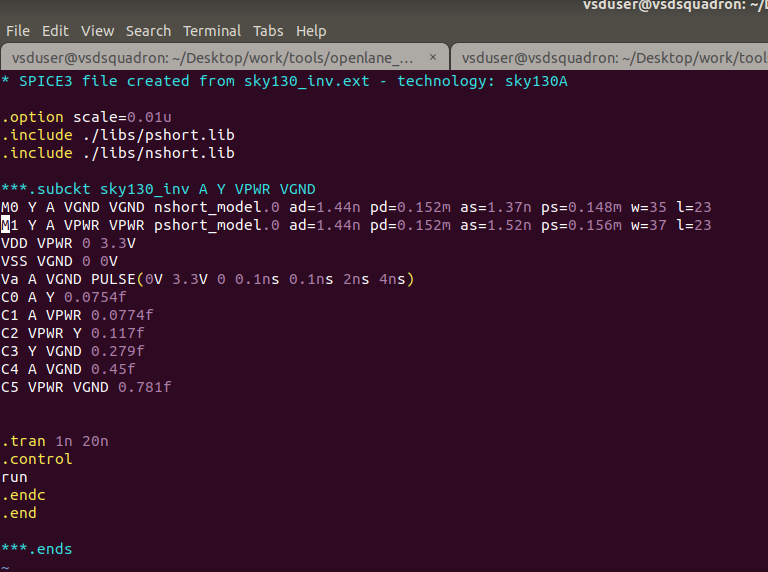 vsduser@vsdsquadron: ~/D
File Edit View Search Terminal Tabs Help
vsduser@vsdsquadron: ~/Desktop/work/tools/openlane_... × vsduser@vsdsquadron: ~/Desktop/work/tool
* SPICE3 file created from sky130_inv.ext - technology: sky130A
.option scale=0.01u
.include ./libs/pshort.lib
.include ./libs/nshort.lib
***.subckt sky130_inv A Y VPWR VGND
M0 Y A VGND VGND nshort_model.0 ad=1.44n pd=0.152m as=1.37n ps=0.148m w=35 l=23
M1 Y A VPWR VPWR pshort_model.0 ad=1.44n pd=0.152m as=1.52n ps=0.156m w=37 l=23
VDD VPWR 0 3.3V
VSS VGND 0 0V
Va A VGND PULSE(0V 3.3V 0 0.1ns 0.1ns 2ns 4ns)
C0 A Y 0.0754f
C1 A VPWR 0.0774f
C2 VPWR Y 0.117f
C3 Y VGND 0.279f
C4 A VGND 0.45f
C5 VPWR VGND 0.781f
.tran 1n 20n
.control
run
.endc
.end
***.ends
~